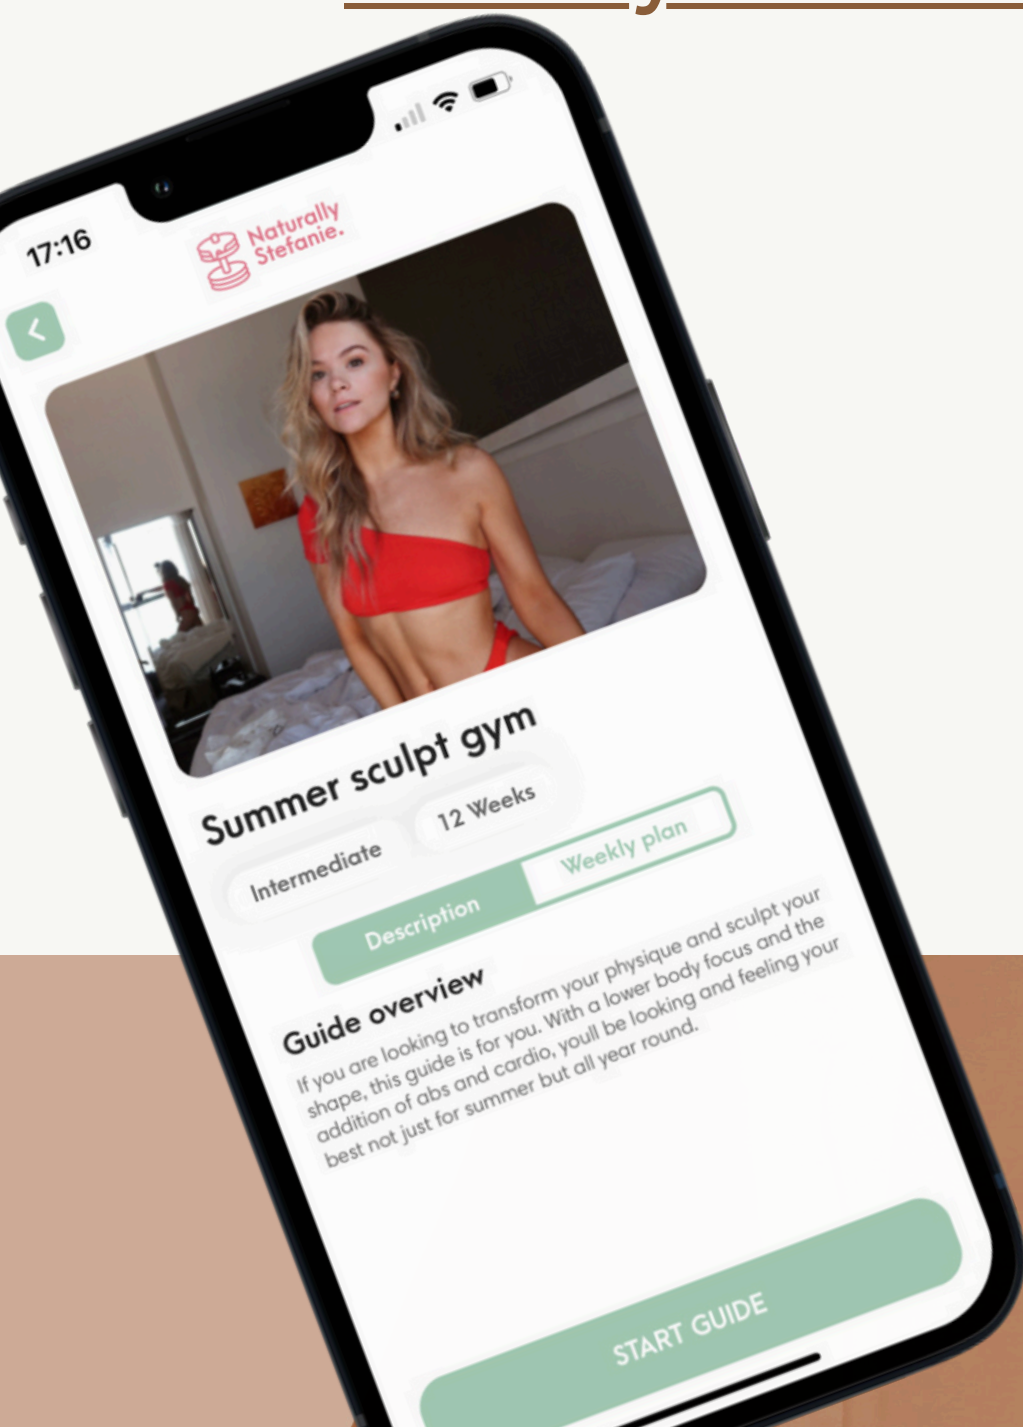 17:16
Naturally
Stefanie.
Summer sculpt gym
Intermediate
12 Weeks
Description
Weekly plan
Guide overview
If you are looking to transform your physique and sculpt your
shape, this guide is for you. With a lower body focus and the
addition of abs and cardio, youll be looking and feeling your
best not just for summer but all year round.
START GUIDE